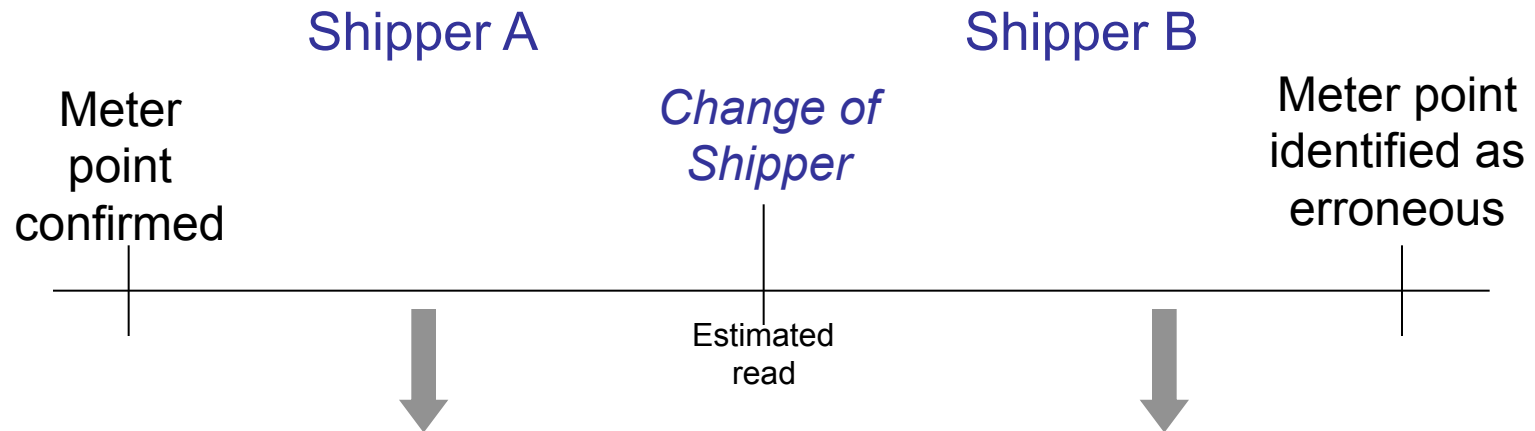 Shipper A
Shipper B
Meter
point
confirmed
Change of
Shipper
Meter point
identified as
erroneous
Estimated
read